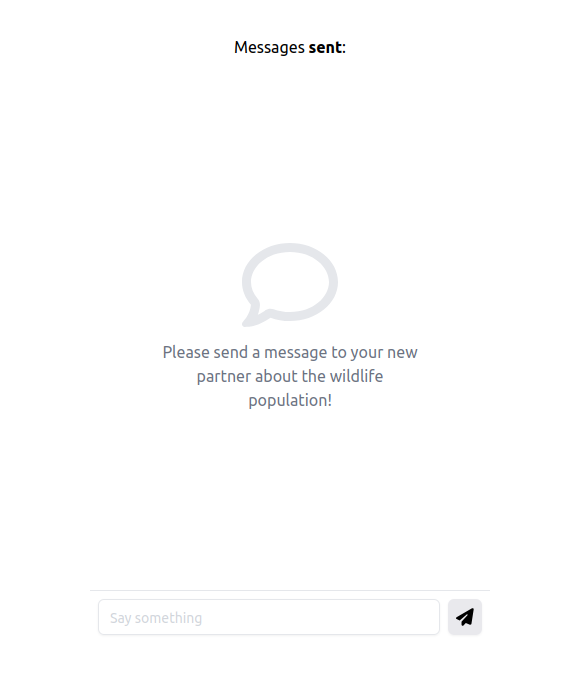 Messages sent:
Please send a message to your new
partner about the wildlife
population!
Say something